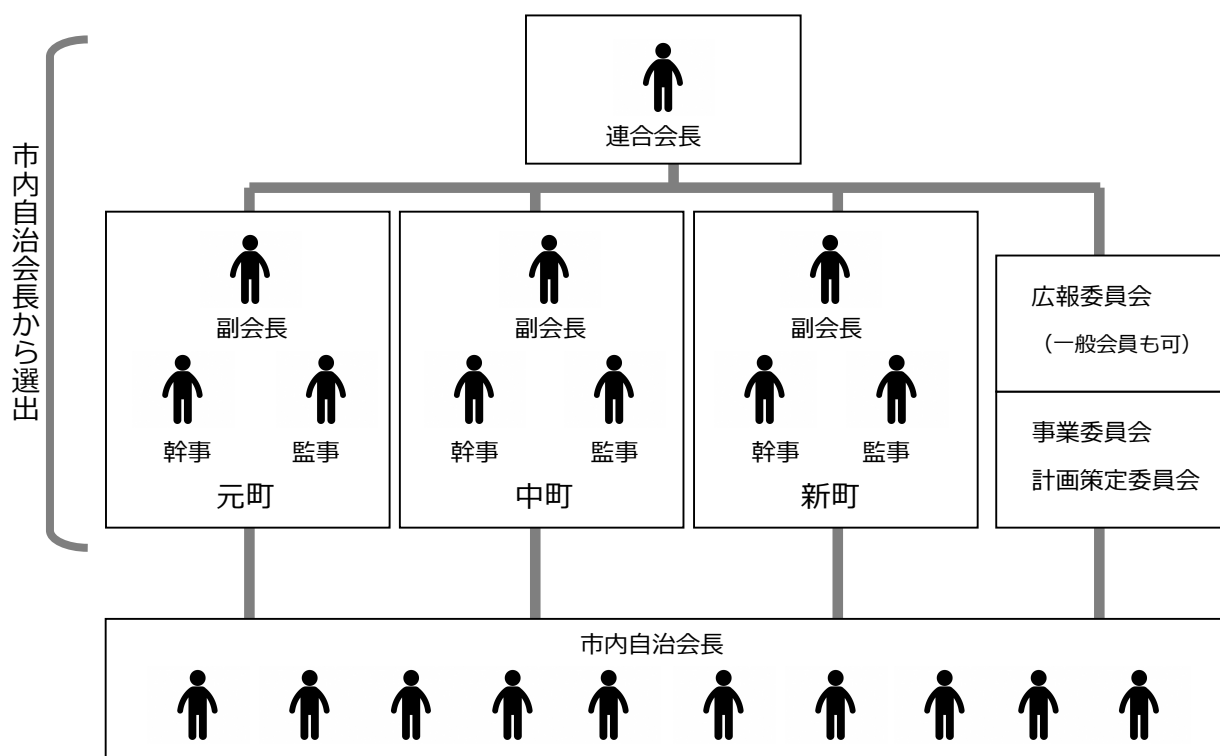 市内自治会長から選出
連合会長
副会長
幹事
監事
元町
副会長
幹事
監事
中町
副会長
幹事
監事
新町
広報委員会
（一般会員も可）
事業委員会
計画策定委員会
市内自治会長